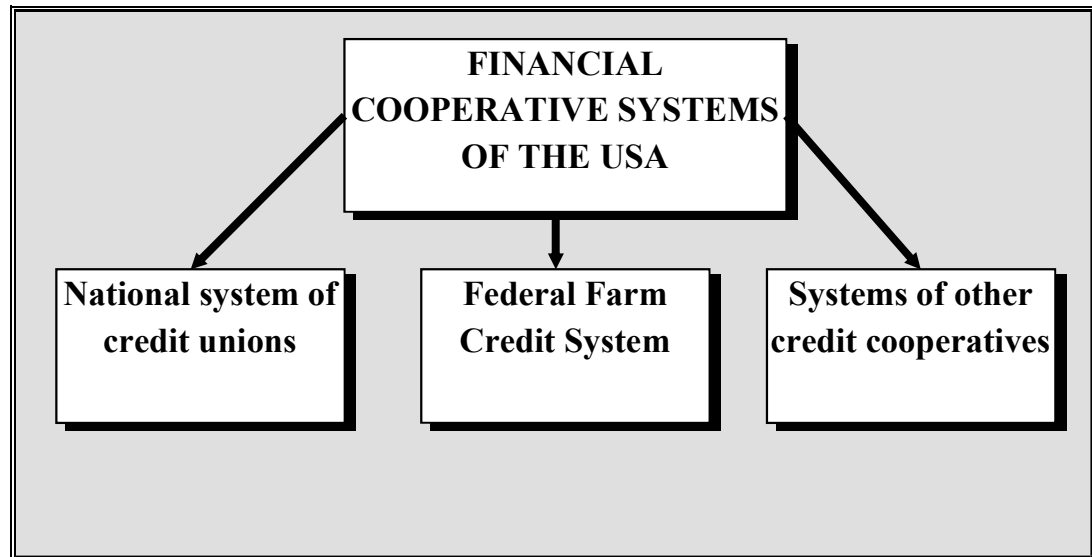 FINANCIAL
COOPERATIVE SYSTEMS
OF THE USA
National system of
credit unions
Federal Farm
Credit System
Systems of other
credit cooperatives